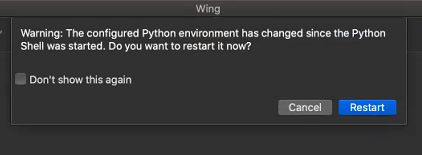 Wing
Warning: The configured Python environment has changed since the Python
Shell was started. Do you want to restart it now?
Don't show this again
Cancel
Restart